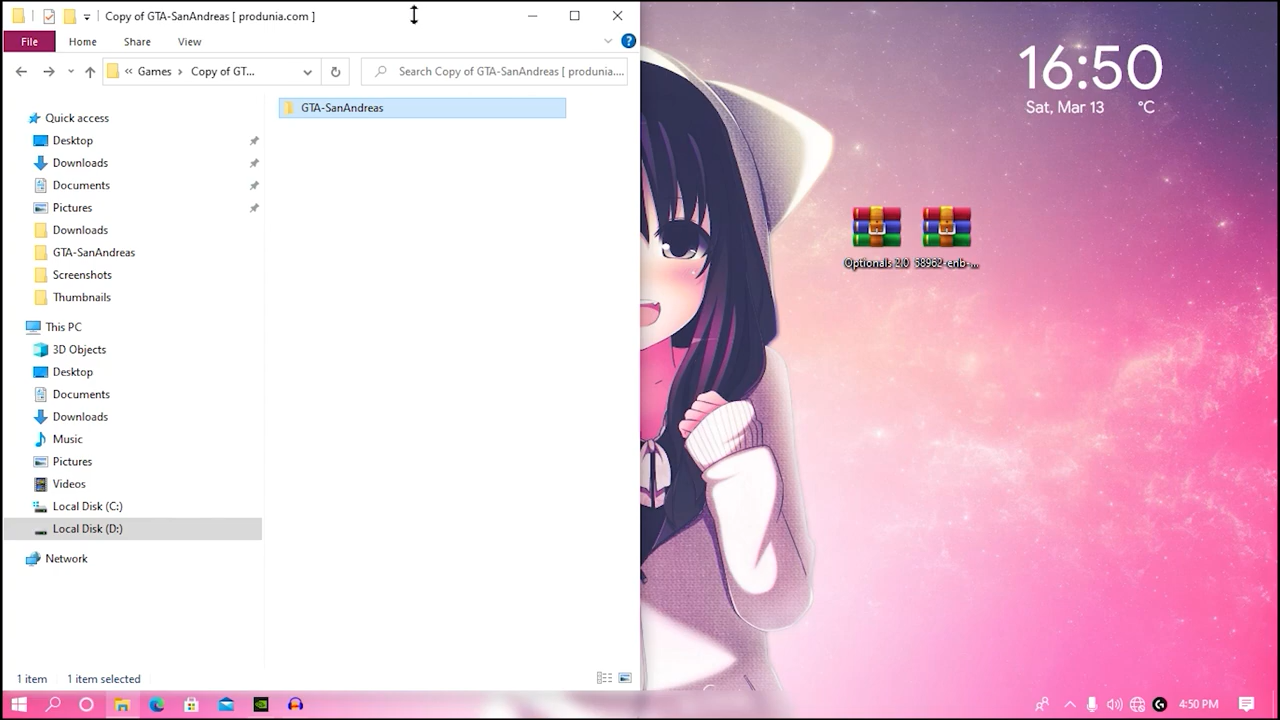 Copy of GTA-SanAndreas [ produnia.com ]
File Home Share View
« Games > Copy of GT...
Search Copy of GTA-SanAndreas [ produnia....
Quick access
Desktop
Downloads
Documents
Pictures
Downloads
GTA-SanAndreas
Screenshots
Thumbnails
This PC
3D Objects
Desktop
Documents
Downloads
Music
Pictures
Videos
Local Disk (C:)
Local Disk (D:)
Network
GTA-SanAndreas
1 item 1 item selected
16:50
Sat, Mar 13 °C
Optionals 2.0
58962-enb-...
4:50 PM